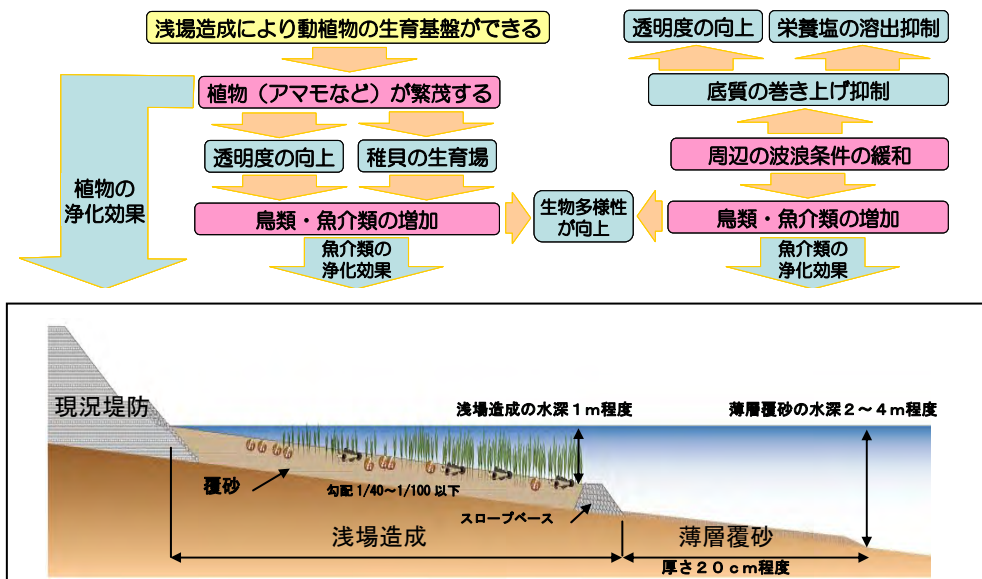 浅場造成により動植物の生育基盤ができる
植物（アマモなど）が繁茂する
透明度の向上
稚貝の生育場
鳥類・魚介類の増加
魚介類の
浄化効果
植物の
浄化効果
生物多様性
が向上
透明度の向上
栄養塩の溶出抑制
底質の巻き上げ抑制
周辺の波浪条件の緩和
鳥類・魚介類の増加
魚介類の
浄化効果
現況堤防
浅場造成の水深１ｍ程度
薄層覆砂の水深２～４ｍ程度
覆砂
勾配 1/40～1/100 以下
スロープベース
浅場造成
薄層覆砂
厚さ２０ｃｍ程度